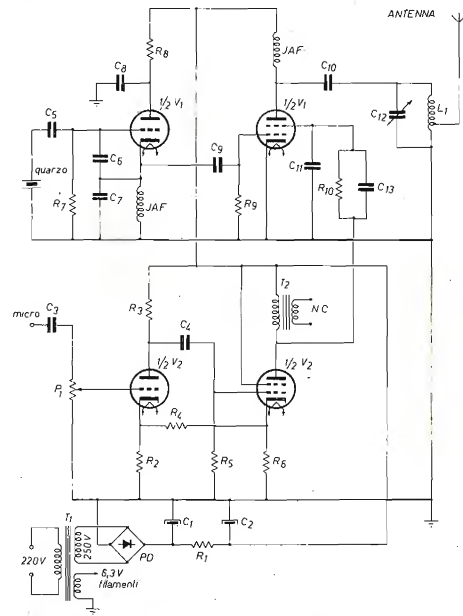 ANTENNA
R8
JAF
C8
C10
½ V1
½ V1
C12
L1
C5
C6
C9
C11
R10
C13
quarzo
R7
C7
JAF
R9
T2
NC
R3
micro
C3
C4
½ V2
½ V2
P1
R4
R2
R5
R6
T1
C1
C2
220V
250V
PD
R1
6,3V
filamenti